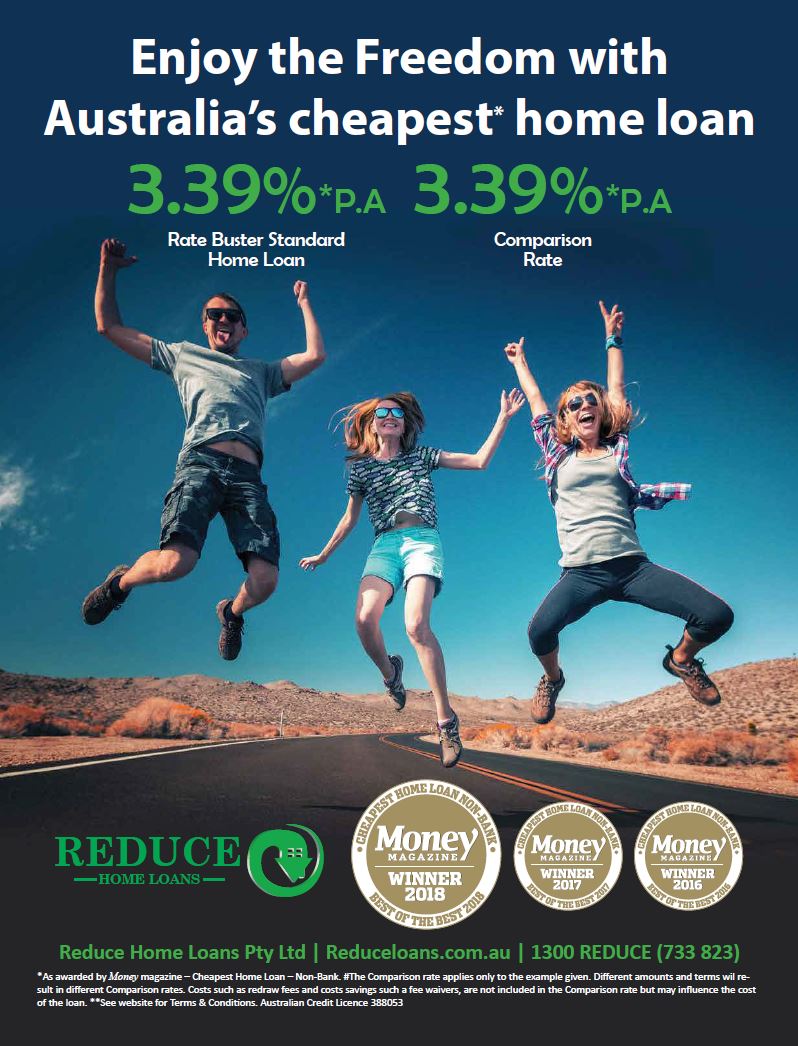 Enjoy the Freedom with
Australia's cheapest* home loan
3.39%*P.A 3.39%*P.A
Rate Buster Standard
Home Loan
Comparison
Rate
REDUCE
HOME LOANS
• CHEAPEST HOME LOAN NON-BANK •
Money
MAGAZINE
WINNER
2018
BEST OF THE BEST 2018
• CHEAPEST HOME LOAN NON-BANK •
Money
MAGAZINE
WINNER
2017
BEST OF THE BEST 2017
• CHEAPEST HOME LOAN NON-BANK •
Money
MAGAZINE
WINNER
2016
BEST OF THE BEST 2016
Reduce Home Loans Pty Ltd | Reduceloans.com.au | 1300 REDUCE (733 823)
*As awarded by Money magazine – Cheapest Home Loan – Non-Bank. #The Comparison rate applies only to the example given. Different amounts and terms wil re-
sult in different Comparison rates. Costs such as redraw fees and costs savings such a fee waivers, are not included in the Comparison rate but may influence the cost
of the loan. **See website for Terms & Conditions. Australian Credit Licence 388053